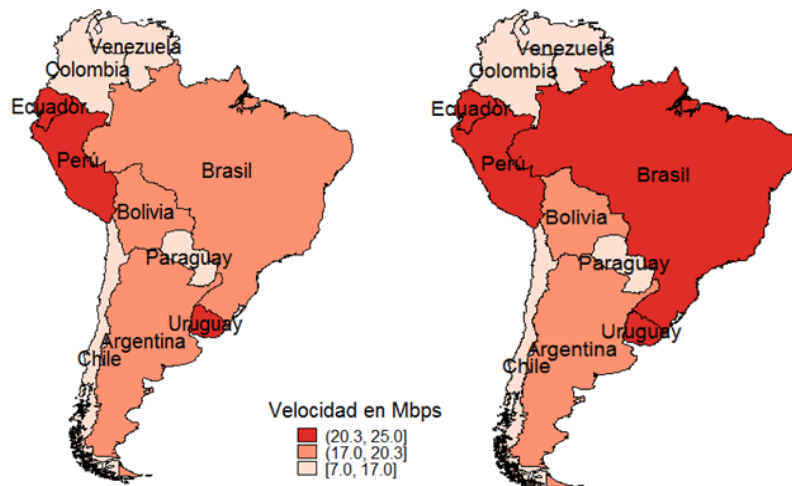 Venezuela
Colombia
Ecuador
Perú
Brasil
Bolivia
Paraguay
Uruguay
Argentina
Chile
Velocidad en Mbps
(20.3, 25.0]
(17.0, 20.3]
[7.0, 17.0]
Venezuela
Colombia
Ecuador
Perú
Brasil
Bolivia
Paraguay
Uruguay
Argentina
Chile